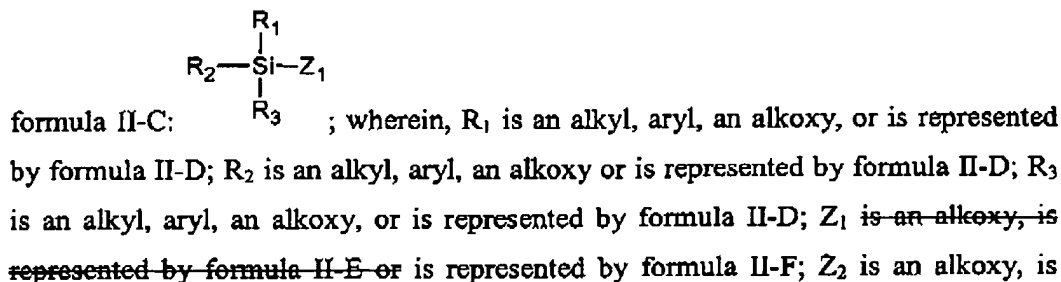 R₁
R₂—Si—Z₁
formula II-C: R₃ ; wherein, R₁ is an alkyl, aryl, an alkoxy, or is represented
by formula II-D; R₂ is an alkyl, aryl, an alkoxy or is represented by formula II-D; R₃
is an alkyl, aryl, an alkoxy, or is represented by formula II-D; Z₁ ~~is an alkoxy, is~~
~~represented by formula II-E or~~ is represented by formula II-F; Z₂ is an alkoxy, is